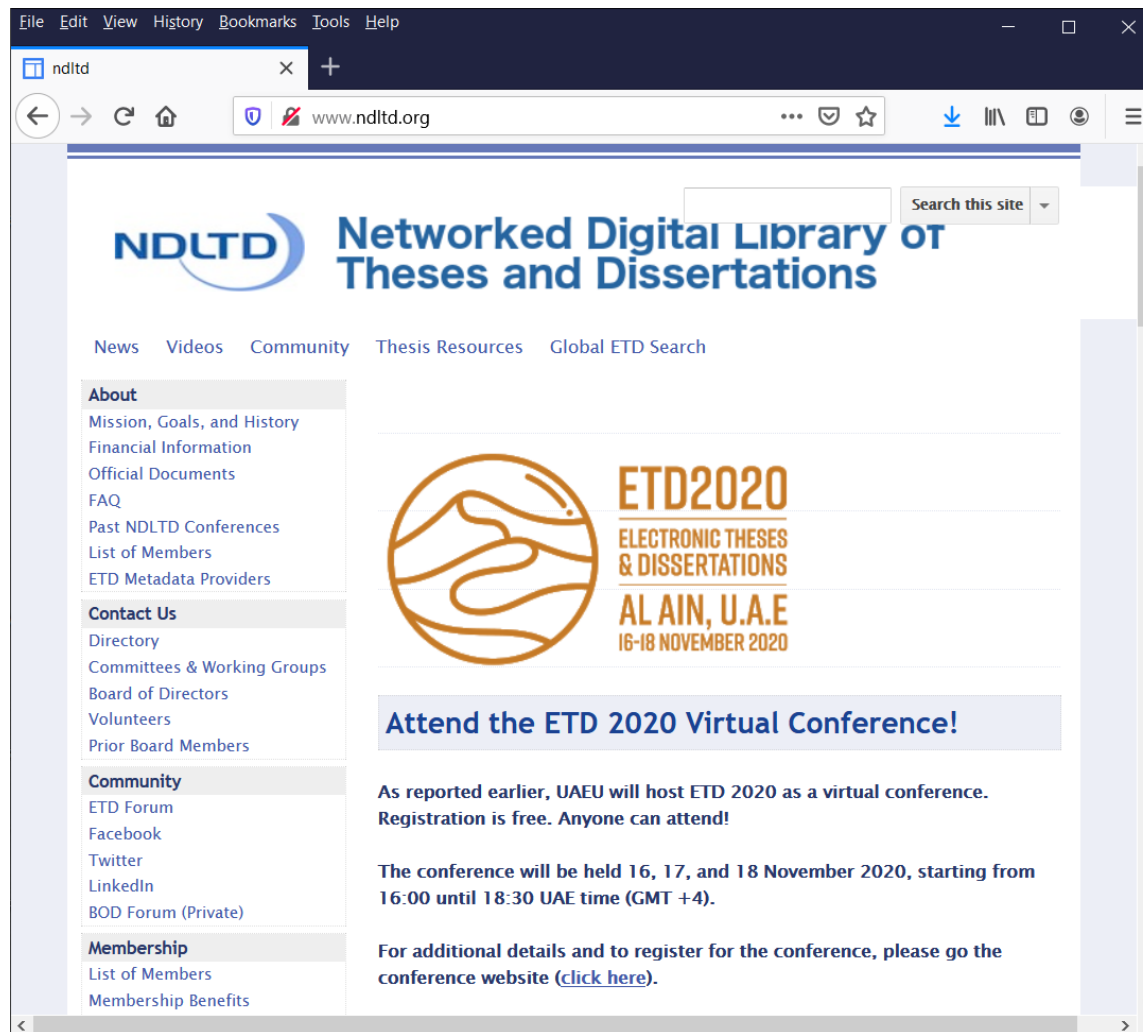 File Edit View History Bookmarks Tools Help
ndltd
www.ndltd.org
Search this site
NDLTD
Networked Digital Library of
Theses and Dissertations
News Videos Community Thesis Resources Global ETD Search
About
Mission, Goals, and History
Financial Information
Official Documents
FAQ
Past NDLTD Conferences
List of Members
ETD Metadata Providers
Contact Us
Directory
Committees & Working Groups
Board of Directors
Volunteers
Prior Board Members
Community
ETD Forum
Facebook
Twitter
LinkedIn
BOD Forum (Private)
Membership
List of Members
Membership Benefits
ETD2020
ELECTRONIC THESES
& DISSERTATIONS
AL AIN, U.A.E
16-18 NOVEMBER 2020
Attend the ETD 2020 Virtual Conference!
As reported earlier, UAEU will host ETD 2020 as a virtual conference.
Registration is free. Anyone can attend!
The conference will be held 16, 17, and 18 November 2020, starting from
16:00 until 18:30 UAE time (GMT +4).
For additional details and to register for the conference, please go the
conference website (click here).